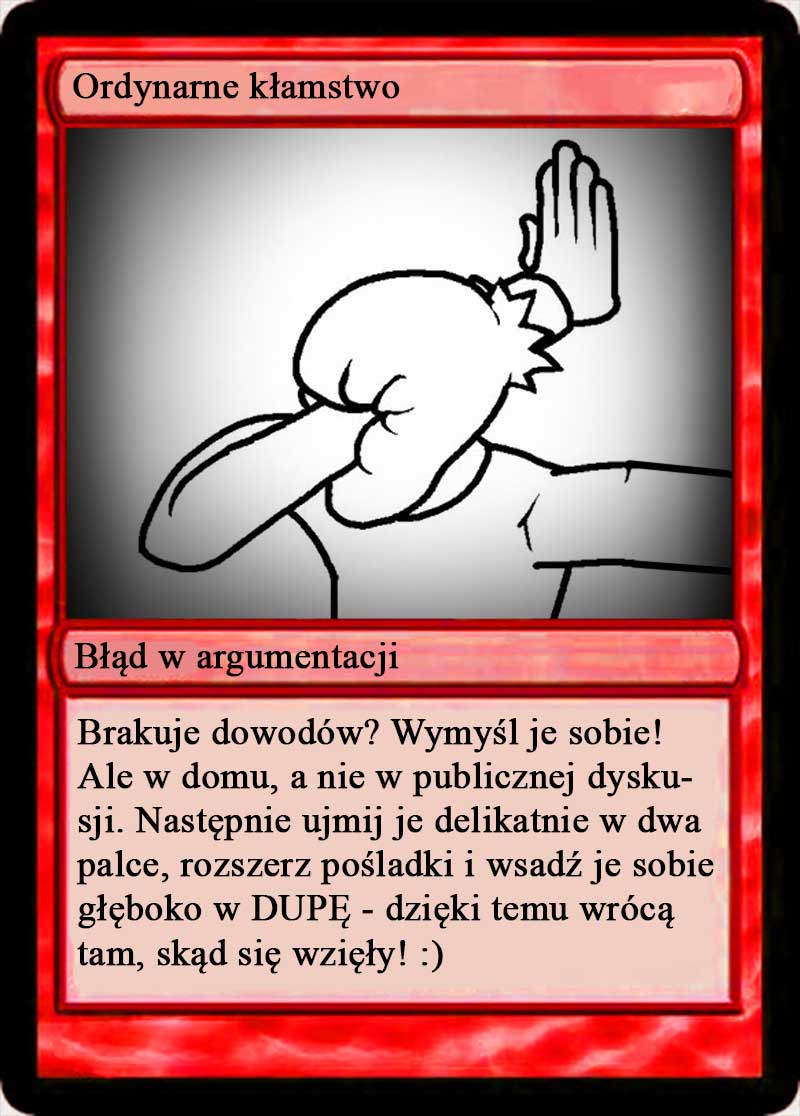 Ordynarne kłamstwo
Błąd w argumentacji
Brakuje dowodów? Wymyśl je sobie!
Ale w domu, a nie w publicznej dysku-
sji. Następnie ujmij je delikatnie w dwa
palce, rozszerz pośladki i wsadź je sobie
głęboko w DUPĘ - dzięki temu wrócą
tam, skąd się wzięły! :)